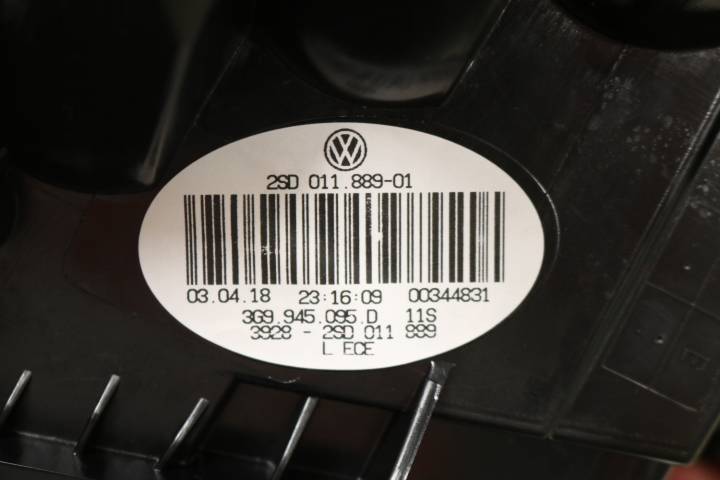 2SD 011.889-01
03.04.18 23:16:09 00344831
3G9.945.095.D 11S
3928 - 2SD 011 889
L ECE